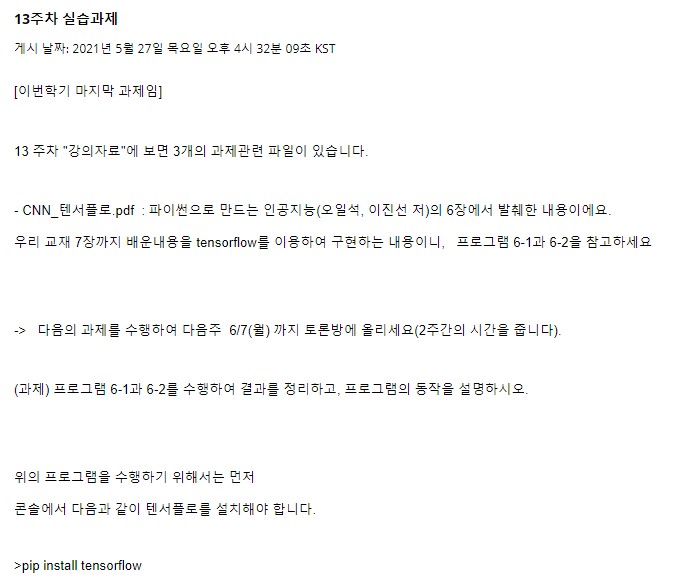 13주차 실습과제
게시 날짜: 2021년 5월 27일 목요일 오후 4시 32분 09초 KST
[이번학기 마지막 과제임]
13 주차 "강의자료"에 보면 3개의 과제관련 파일이 있습니다.
- CNN_텐서플로.pdf : 파이썬으로 만드는 인공지능(오일석, 이진선 저)의 6장에서 발췌한 내용이에요.
우리 교재 7장까지 배운내용을 tensorflow를 이용하여 구현하는 내용이니, 프로그램 6-1과 6-2을 참고하세요
-> 다음의 과제를 수행하여 다음주 6/7(월) 까지 토론방에 올리세요(2주간의 시간을 줍니다).
(과제) 프로그램 6-1과 6-2를 수행하여 결과를 정리하고, 프로그램의 동작을 설명하시오.
위의 프로그램을 수행하기 위해서는 먼저
콘솔에서 다음과 같이 텐서플로를 설치해야 합니다.
>pip install tensorflow